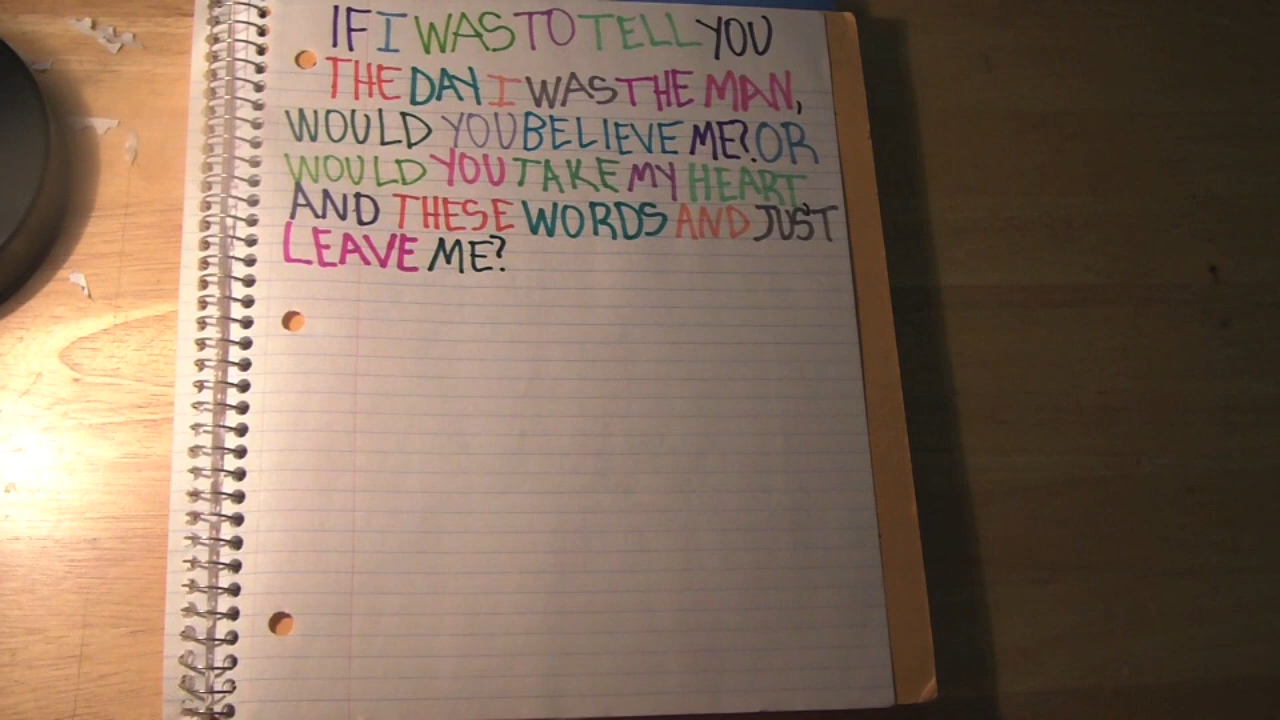 IF I WAS TO TELL YOU
THE DAY I WAS THE MAN,
WOULD YOU BELIEVE ME? OR
WOULD YOU TAKE MY HEART,
AND THESE WORDS AND JUST
LEAVE ME?